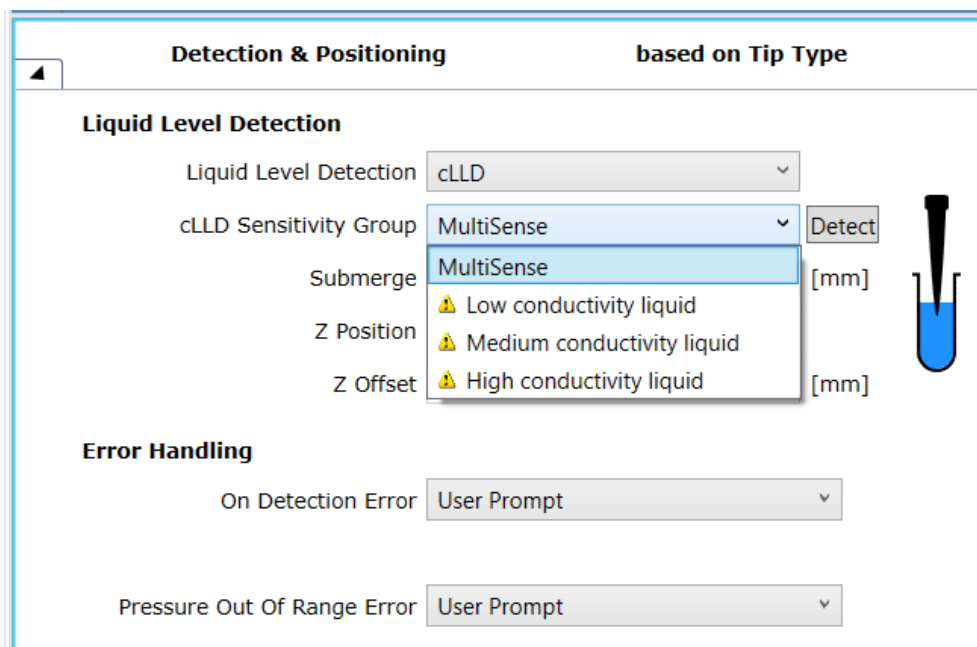 Detection & Positioning based on Tip Type
Liquid Level Detection
Liquid Level Detection cLLD
cLLD Sensitivity Group MultiSense Detect
MultiSense
Submerge [mm]
Low conductivity liquid
Z Position
Medium conductivity liquid
Z Offset High conductivity liquid [mm]
Error Handling
On Detection Error User Prompt
Pressure Out Of Range Error User Prompt